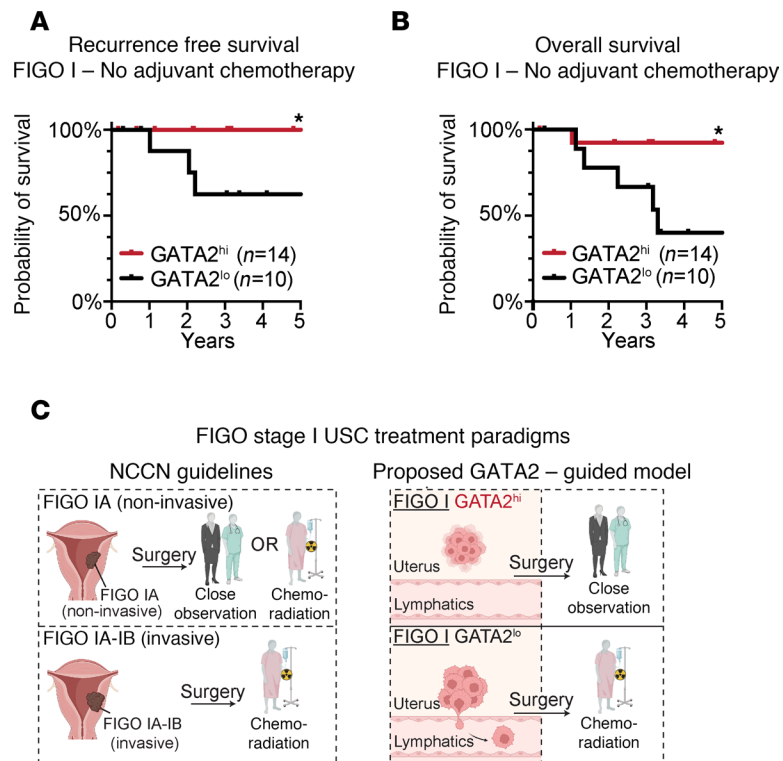 A
Recurrence free survival
FIGO I – No adjuvant chemotherapy
Probability of survival
100%
50%
0%
*
GATA2hi (n=14)
GATA2lo (n=10)
0 1 2 3 4 5
Years
B
Overall survival
FIGO I – No adjuvant chemotherapy
Probability of survival
100%
50%
0%
*
GATA2hi (n=14)
GATA2lo (n=10)
0 1 2 3 4 5
Years
C
FIGO stage I USC treatment paradigms
NCCN guidelines
FIGO IA (non-invasive)
FIGO IA
(non-invasive)
Surgery
Close
observation
OR
Chemo-
radiation
FIGO IA-IB (invasive)
FIGO IA-IB
(invasive)
Surgery
Chemo-
radiation
Proposed GATA2 – guided model
FIGO I GATA2hi
Uterus
Lymphatics
Surgery
Close
observation
FIGO I GATA2lo
Uterus
Lymphatics
Surgery
Chemo-
radiation